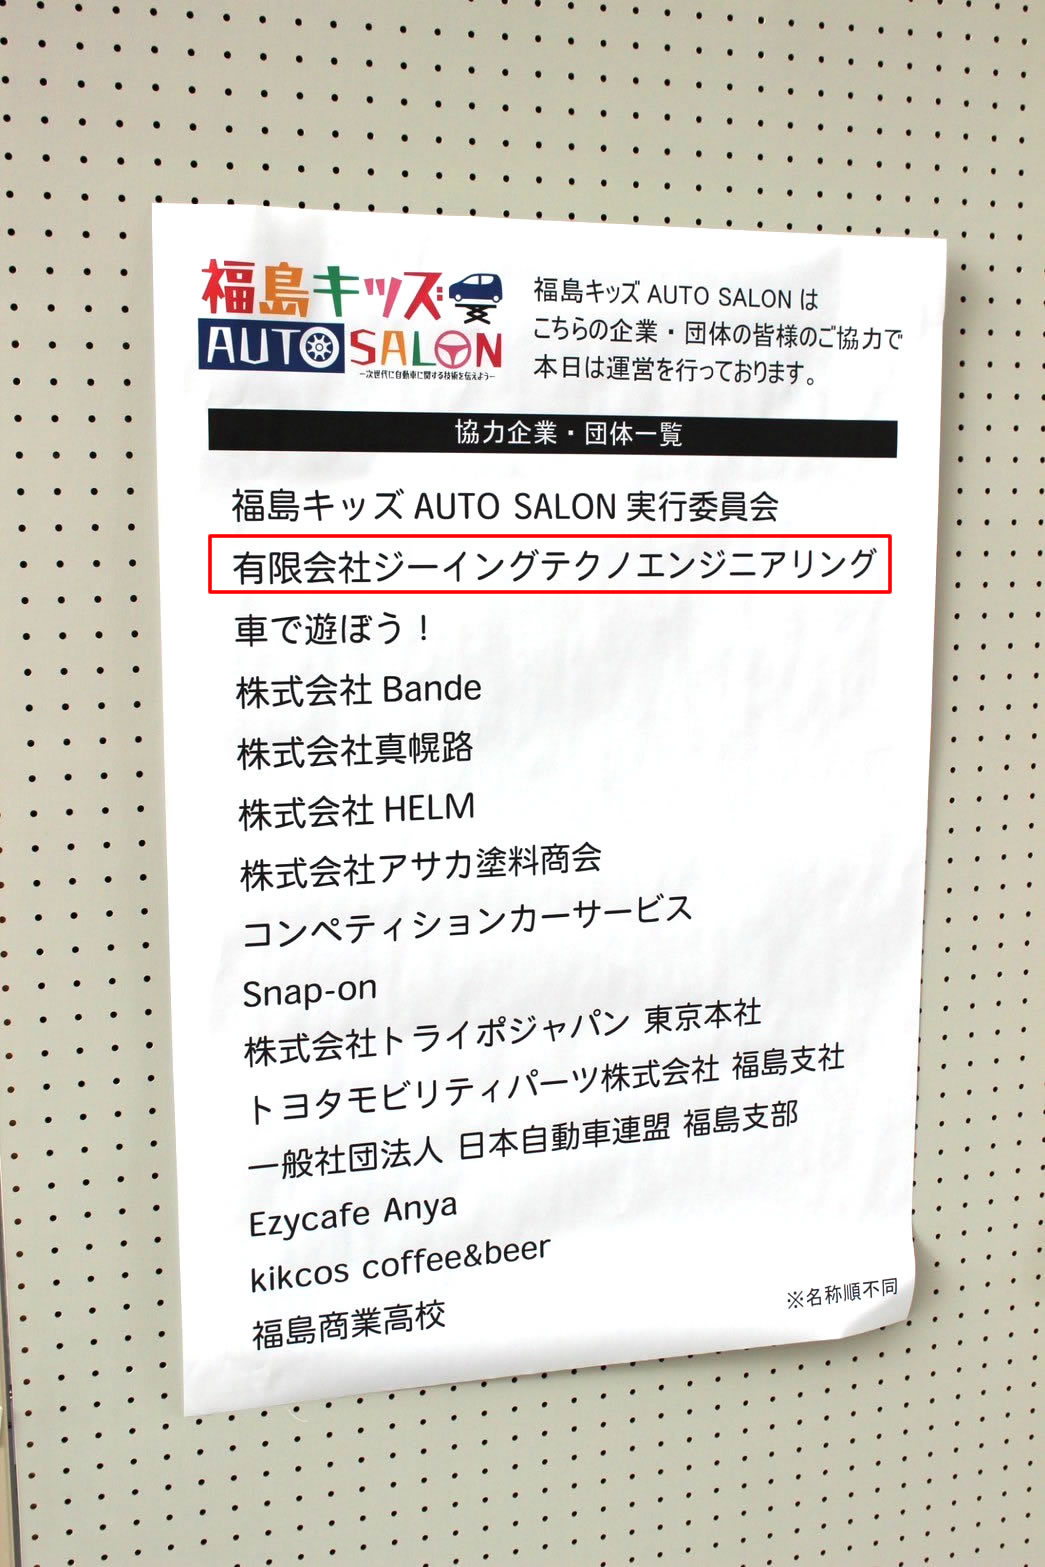 福島キッズ
AUTO SALON
ー次世代に自動車に関する技術を伝えようー
福島キッズ AUTO SALON は
こちらの企業・団体の皆様のご協力で
本日は運営を行っております。
協力企業・団体一覧
福島キッズ AUTO SALON 実行委員会
有限会社ジーイングテクノエンジニアリング
車で遊ぼう！
株式会社 Bande
株式会社真幌路
株式会社 HELM
株式会社アサカ塗料商会
コンペティションカーサービス
Snap-on
株式会社トライポジャパン 東京本社
トヨタモビリティパーツ株式会社 福島支社
一般社団法人 日本自動車連盟 福島支部
Ezycafe Anya
kikcos coffee&beer
福島商業高校
※名称順不同